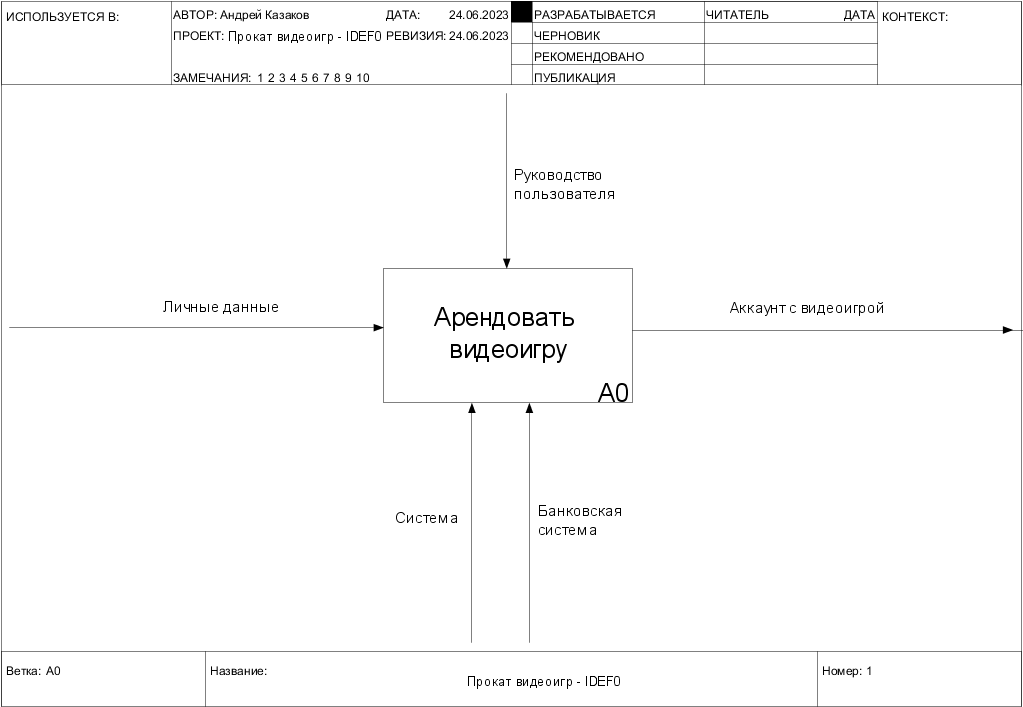 ИСПОЛЬЗУЕТСЯ В:
АВТОР: Андрей Казаков ДАТА: 24.06.2023
ПРОЕКТ: Прокат видеоигр - IDEF0 РЕВИЗИЯ: 24.06.2023
ЗАМЕЧАНИЯ: 1 2 3 4 5 6 7 8 9 10
РАЗРАБАТЫВАЕТСЯ
ЧЕРНОВИК
РЕКОМЕНДОВАНО
ПУБЛИКАЦИЯ
ЧИТАТЕЛЬ ДАТА
КОНТЕКСТ:
Руководство
пользователя
Личные данные
Арендовать
видеоигру
A0
Аккаунт с видеоигрой
Система
Банковская
система
Ветка: A0
Название:
Прокат видеоигр - IDEF0
Номер: 1